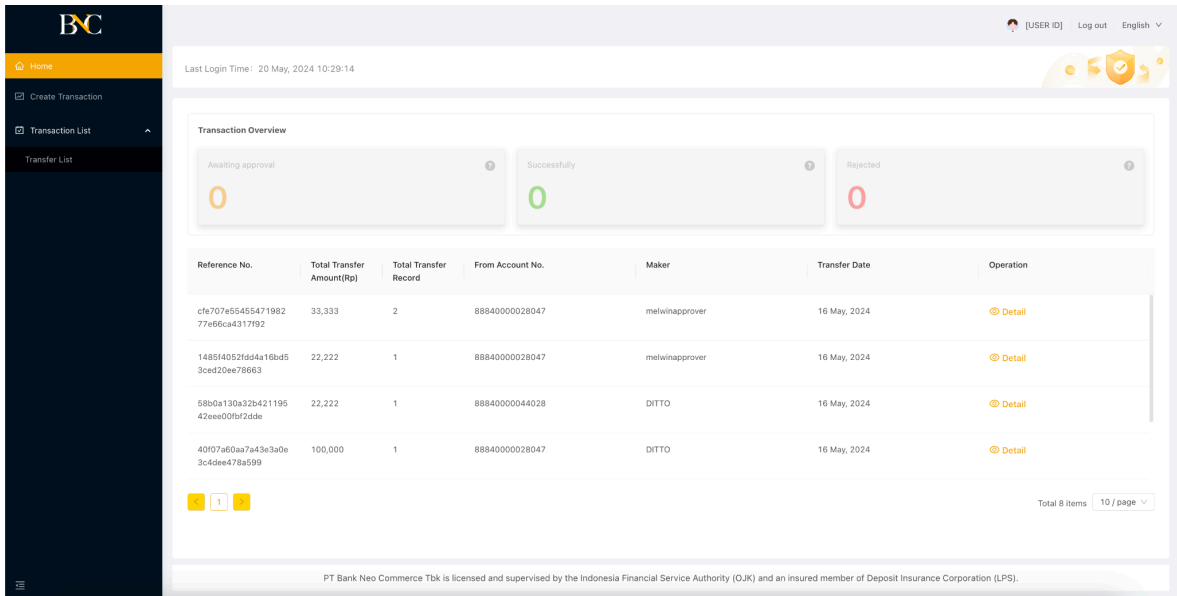 BNC
[USER ID] Log out English
Home
Last Login Time: 20 May, 2024 10:29:14
Create Transaction
Transaction List
Transfer List
Transaction Overview
Awaiting approval ? Successfully ? Rejected ?
0 0 0
Reference No. Total Transfer Total Transfer From Account No. Maker Transfer Date Operation
Amount(Rp) Record
cfe707e55455471982 33,333 2 88840000028047 melwinapprover 16 May, 2024 Detail
77e66ca4317f92
1485f4052fdd4a16bd5 22,222 1 88840000028047 melwinapprover 16 May, 2024 Detail
3ced20ee78663
58b0a130a32b421195 22,222 1 88840000044028 DITTO 16 May, 2024 Detail
42eee00fbf2dde
40f07a60aa7a43e3a0e 100,000 1 88840000028047 DITTO 16 May, 2024 Detail
3c4dee478a599
< 1 > Total 8 items 10 / page
PT Bank Neo Commerce Tbk is licensed and supervised by the Indonesia Financial Service Authority (OJK) and an insured member of Deposit Insurance Corporation (LPS).